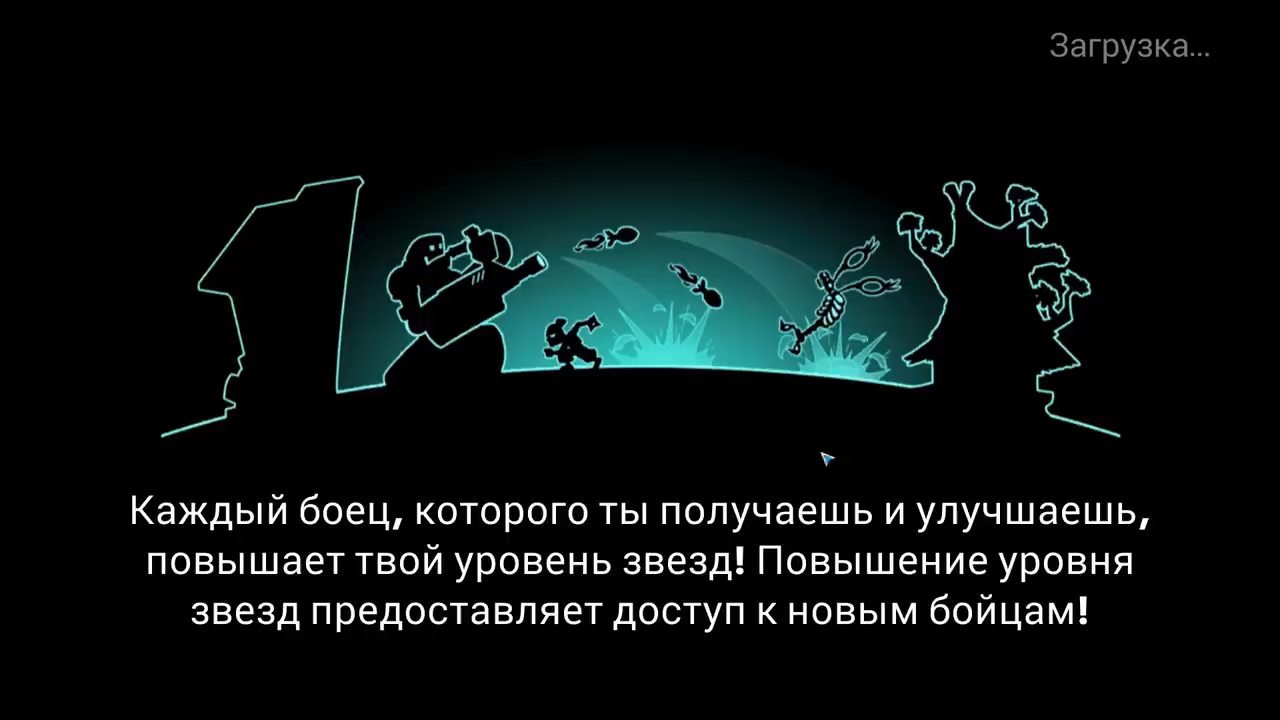 Загрузка...
Каждый боец, которого ты получаешь и улучшаешь,
повышает твой уровень звезд! Повышение уровня
звезд предоставляет доступ к новым бойцам!